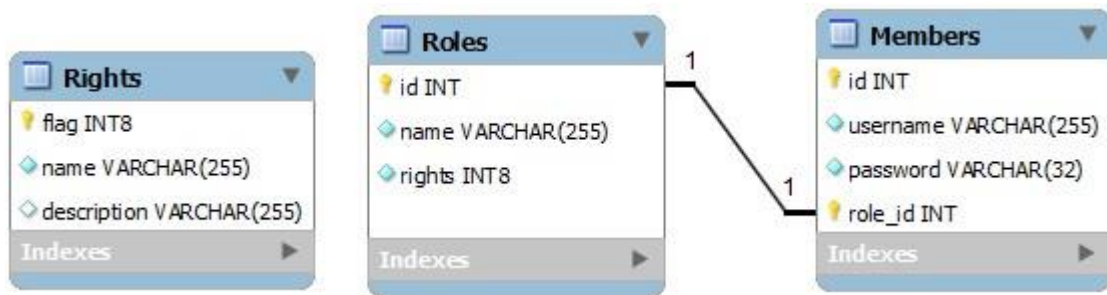 Rights
flag INT8
name VARCHAR(255)
description VARCHAR(255)
Indexes
Roles
id INT
name VARCHAR(255)
rights INT8
Indexes
1
1
Members
id INT
username VARCHAR(255)
password VARCHAR(32)
role_id INT
Indexes